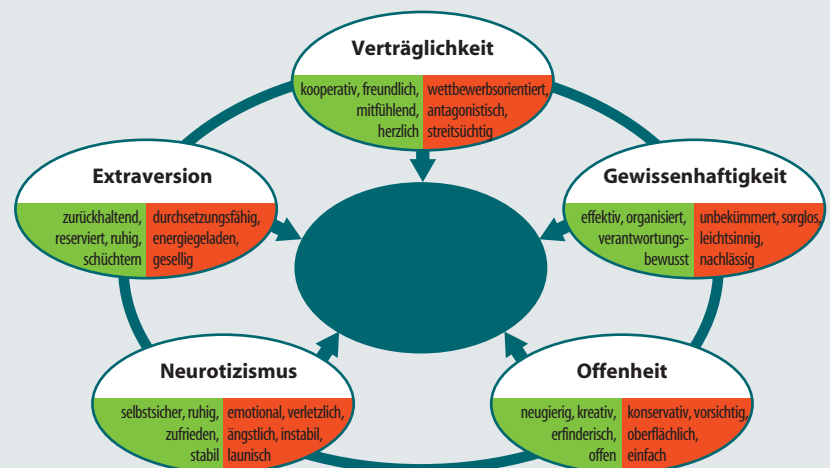 Verträglichkeit
kooperativ, freundlich,
mitfühlend,
herzlich
wettbewerbsorientiert,
antagonistisch,
streitsüchtig
Extraversion
zurückhaltend,
reserviert, ruhig,
schüchtern
durchsetzungsfähig,
energiegeladen,
gesellig
Gewissenhaftigkeit
effektiv, organisiert,
verantwortungs-
bewusst
unbekümmert, sorglos,
leichtsinnig,
nachlässig
Neurotizismus
selbstsicher, ruhig,
zufrieden,
stabil
emotional, verletzlich,
ängstlich, instabil,
launisch
Offenheit
neugierig, kreativ,
erfinderisch,
offen
konservativ, vorsichtig,
oberflächlich,
einfach